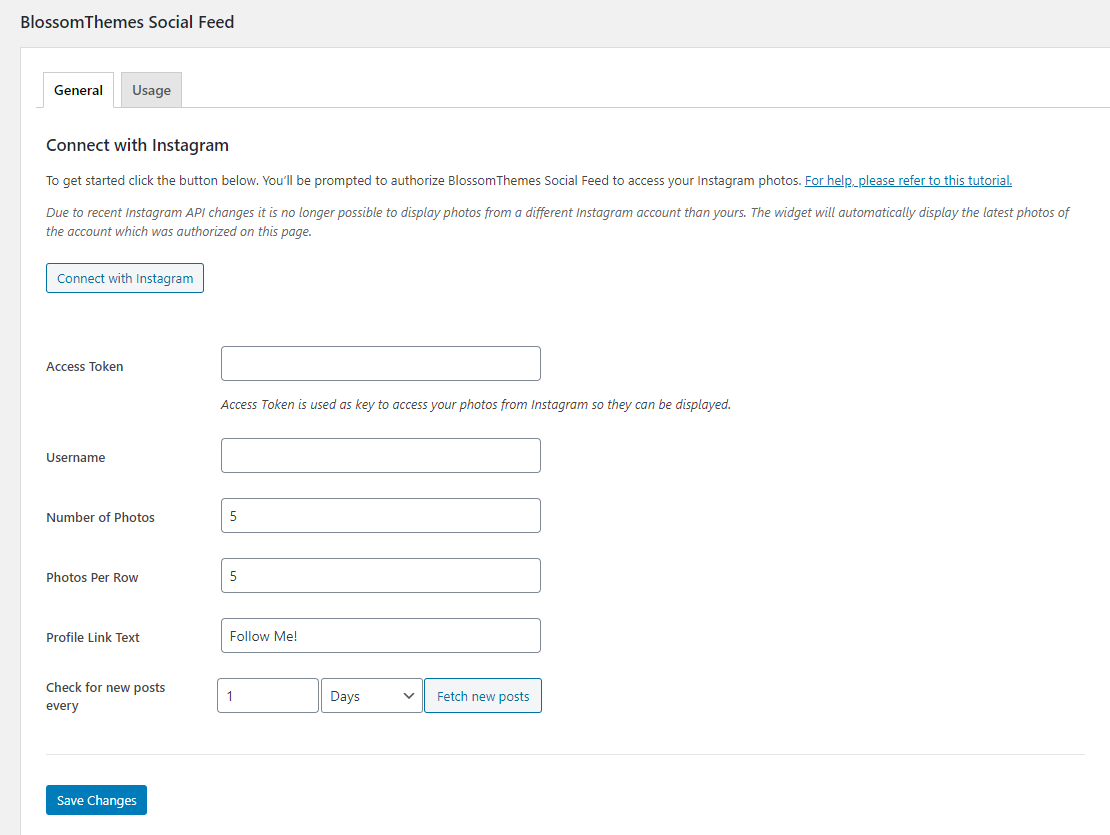 BlossomThemes Social Feed
General
Usage
Connect with Instagram
To get started click the button below. You’ll be prompted to authorize BlossomThemes Social Feed to access your Instagram photos. For help, please refer to this tutorial.
Due to recent Instagram API changes it is no longer possible to display photos from a different Instagram account than yours. The widget will automatically display the latest photos of
the account which was authorized on this page.
Connect with Instagram
Access Token
Access Token is used as key to access your photos from Instagram so they can be displayed.
Username
Number of Photos
5
Photos Per Row
5
Profile Link Text
Follow Me!
Check for new posts
every
1
Days
Fetch new posts
Save Changes